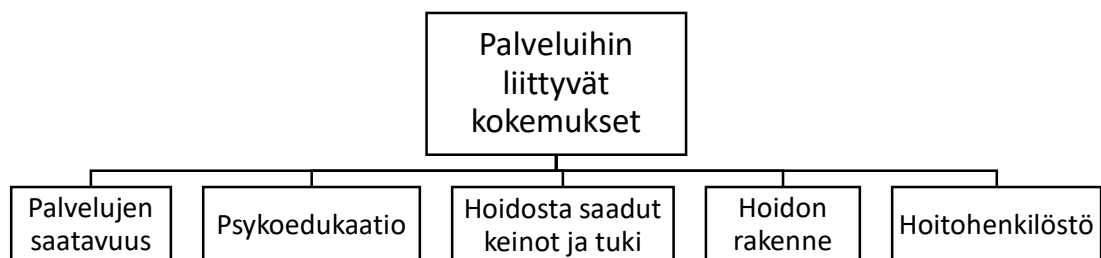 Palveluihin
liittyvät
kokemukset
Palvelujen
saatavuus
Psykoedukaatio
Hoidosta saadut
keinot ja tuki
Hoidon
rakenne
Hoitohenkilöstö